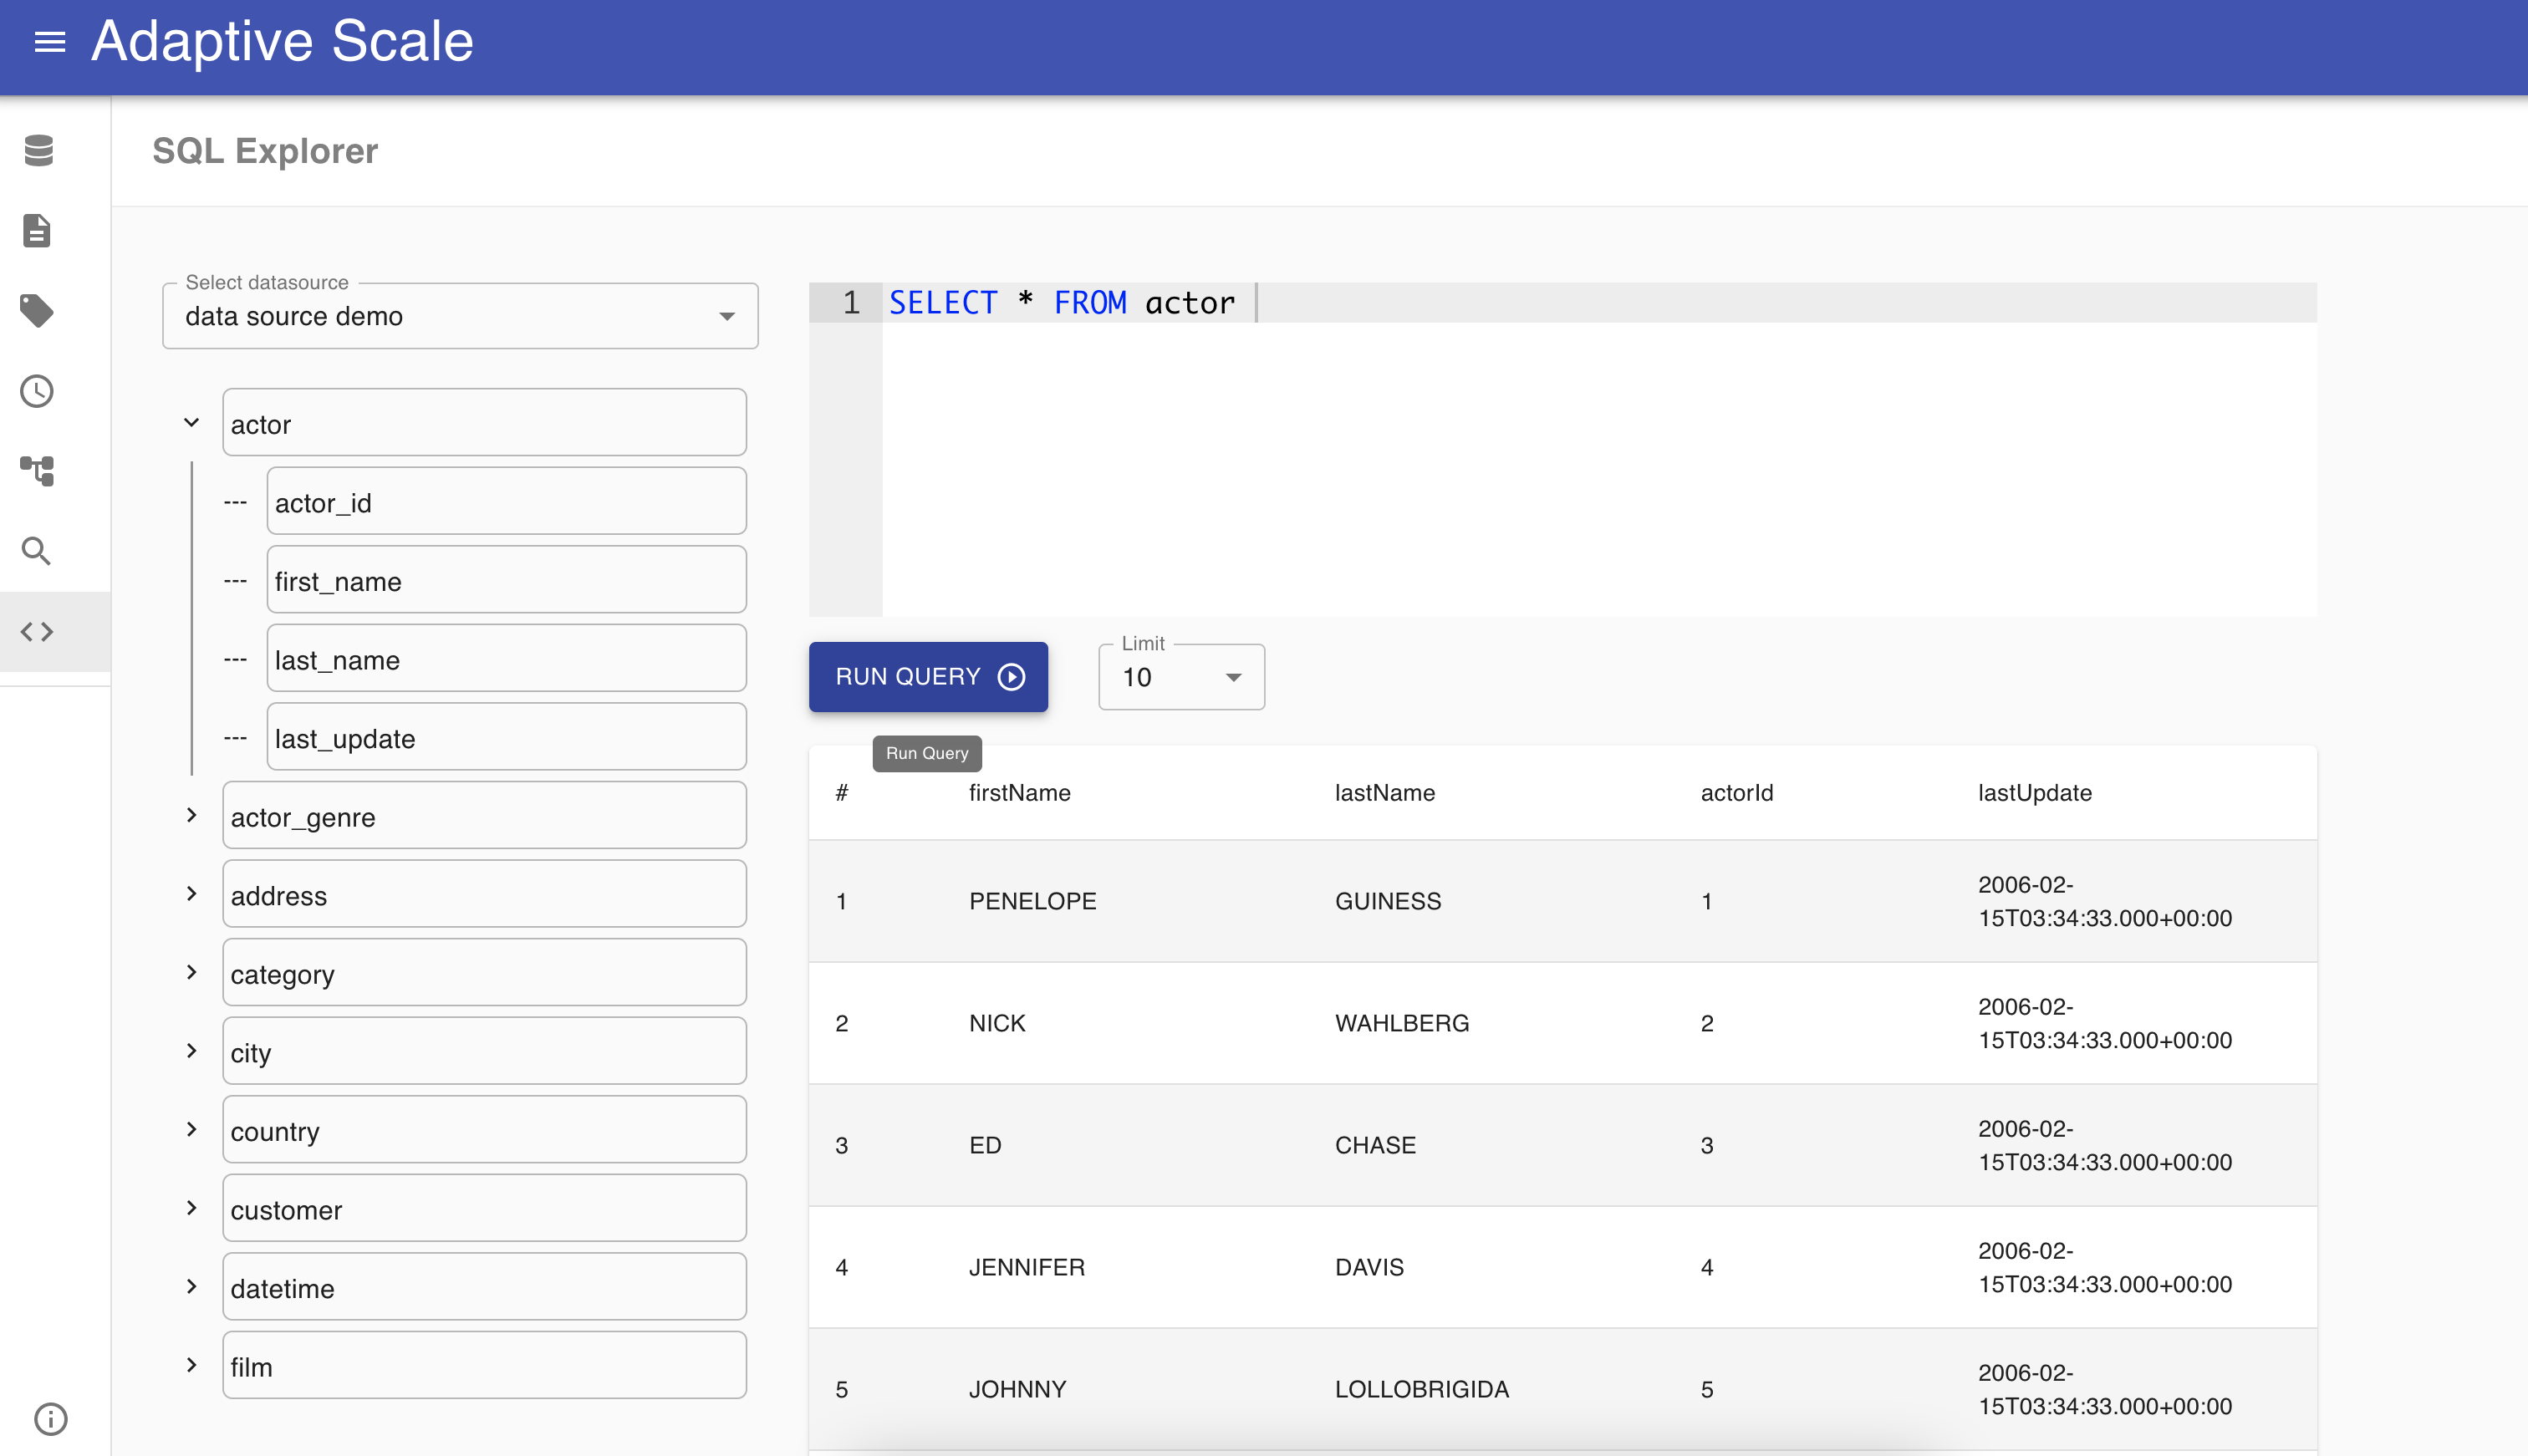 Adaptive Scale
SQL Explorer
Select datasource
data source demo
actor
--- actor_id
--- first_name
--- last_name
--- last_update
actor_genre
address
category
city
country
customer
datetime
film
1 SELECT * FROM actor
RUN QUERY
Limit
10
Run Query
# firstName lastName actorId lastUpdate
1 PENELOPE GUINESS 1 2006-02-
15T03:34:33.000+00:00
2 NICK WAHLBERG 2 2006-02-
15T03:34:33.000+00:00
3 ED CHASE 3 2006-02-
15T03:34:33.000+00:00
4 JENNIFER DAVIS 4 2006-02-
15T03:34:33.000+00:00
5 JOHNNY LOLLOBRIGIDA 5 2006-02-
15T03:34:33.000+00:00